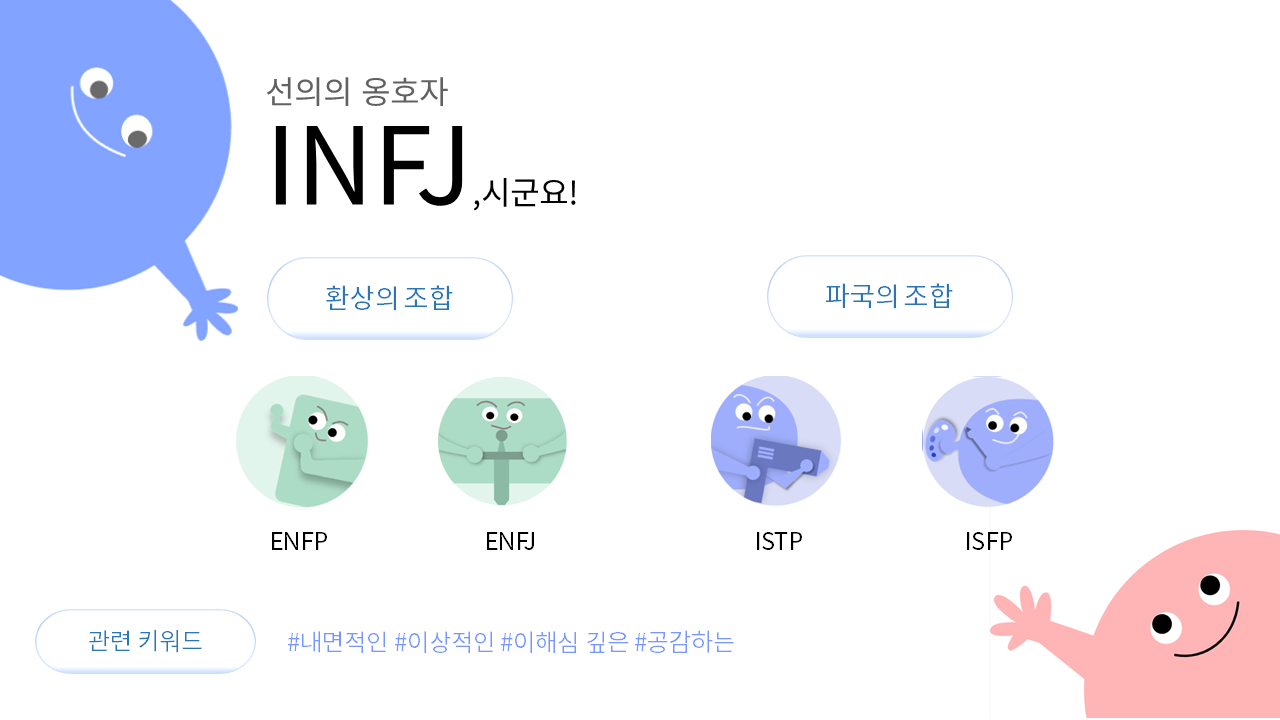 선의의 옹호자
INFJ ,시군요!
환상의 조합
파국의 조합
ENFP
ENFJ
ISTP
ISFP
관련 키워드
#내면적인 #이상적인 #이해심 깊은 #공감하는